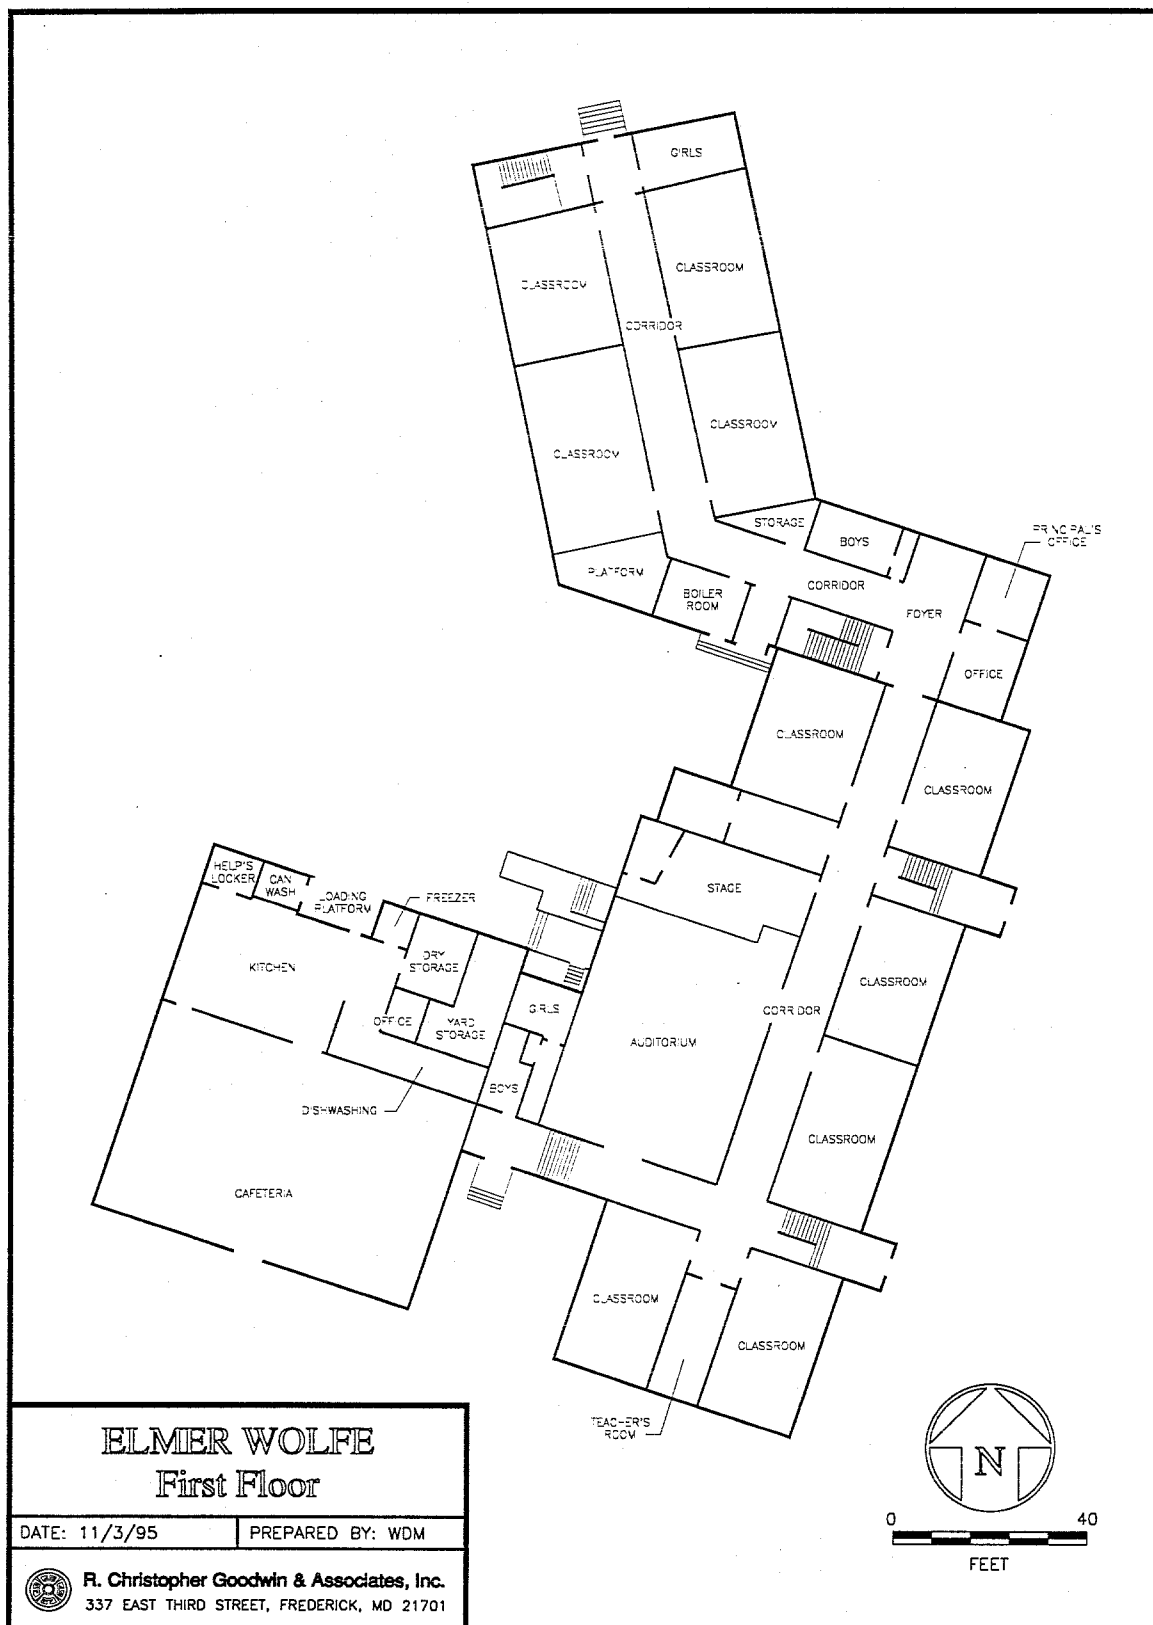 GIRLS
CLASSROOM
CLASSROOM
CORRIDOR
CLASSROOM
CLASSROOM
STORAGE
BOYS
PRINCIPAL'S
OFFICE
PLATFORM
BOILER
ROOM
CORRIDOR
FOYER
OFFICE
CLASSROOM
CLASSROOM
HELP'S
LOCKER
CAN
WASH
LOADING
PLATFORM
FREEZER
STAGE
KITCHEN
DRY
STORAGE
CLASSROOM
OFFICE
YARD
STORAGE
GIRLS
CORRIDOR
AUDITORIUM
BOYS
DISHWASHING
CLASSROOM
CAFETERIA
CLASSROOM
CLASSROOM
TEACHER'S
ROOM
ELMER WOLFE
First Floor
DATE: 11/3/95
PREPARED BY: WDM
R. Christopher Goodwin & Associates, Inc.
337 EAST THIRD STREET, FREDERICK, MD 21701
N
0 40
FEET